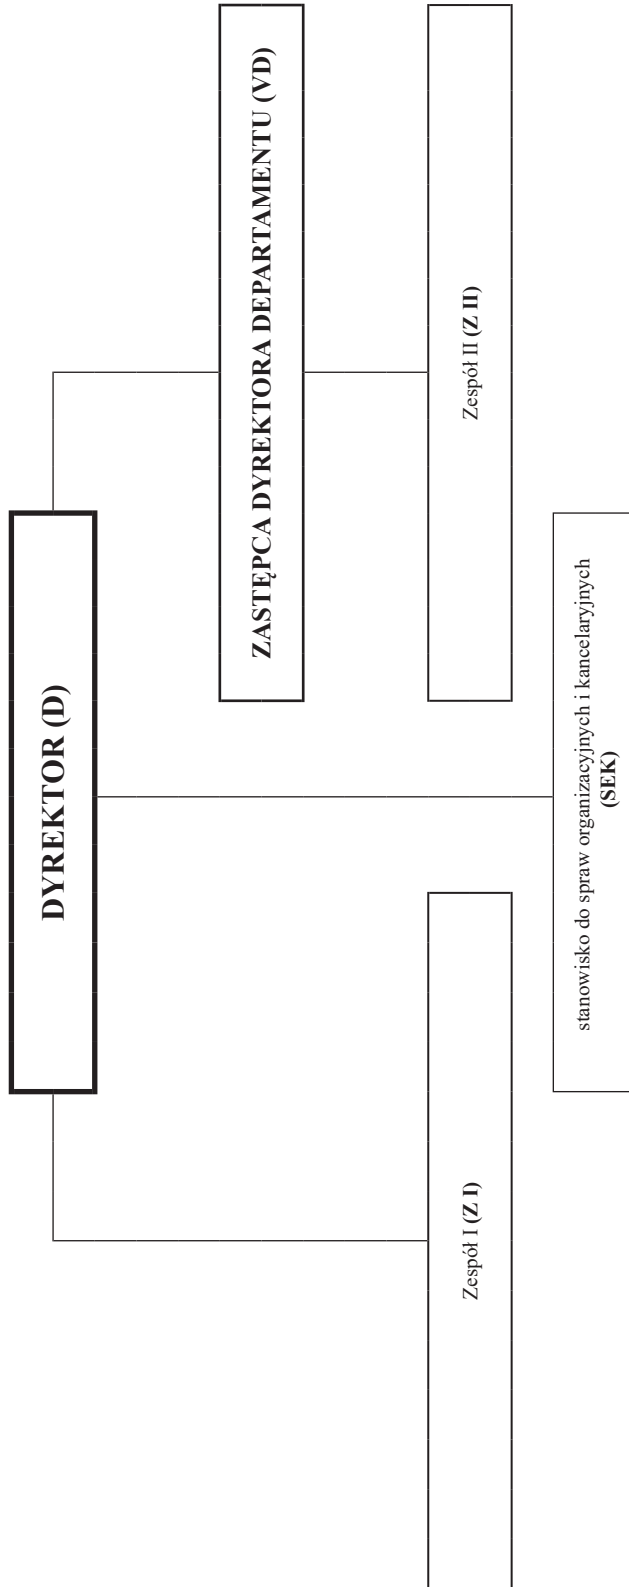 DYREKTOR (D)
ZASTĘPCA DYREKTORA DEPARTAMENTU (VD)
Zespół I (Z I)
Zespół II (Z II)
stanowisko do spraw organizacyjnych i kancelaryjnych
(SEK)